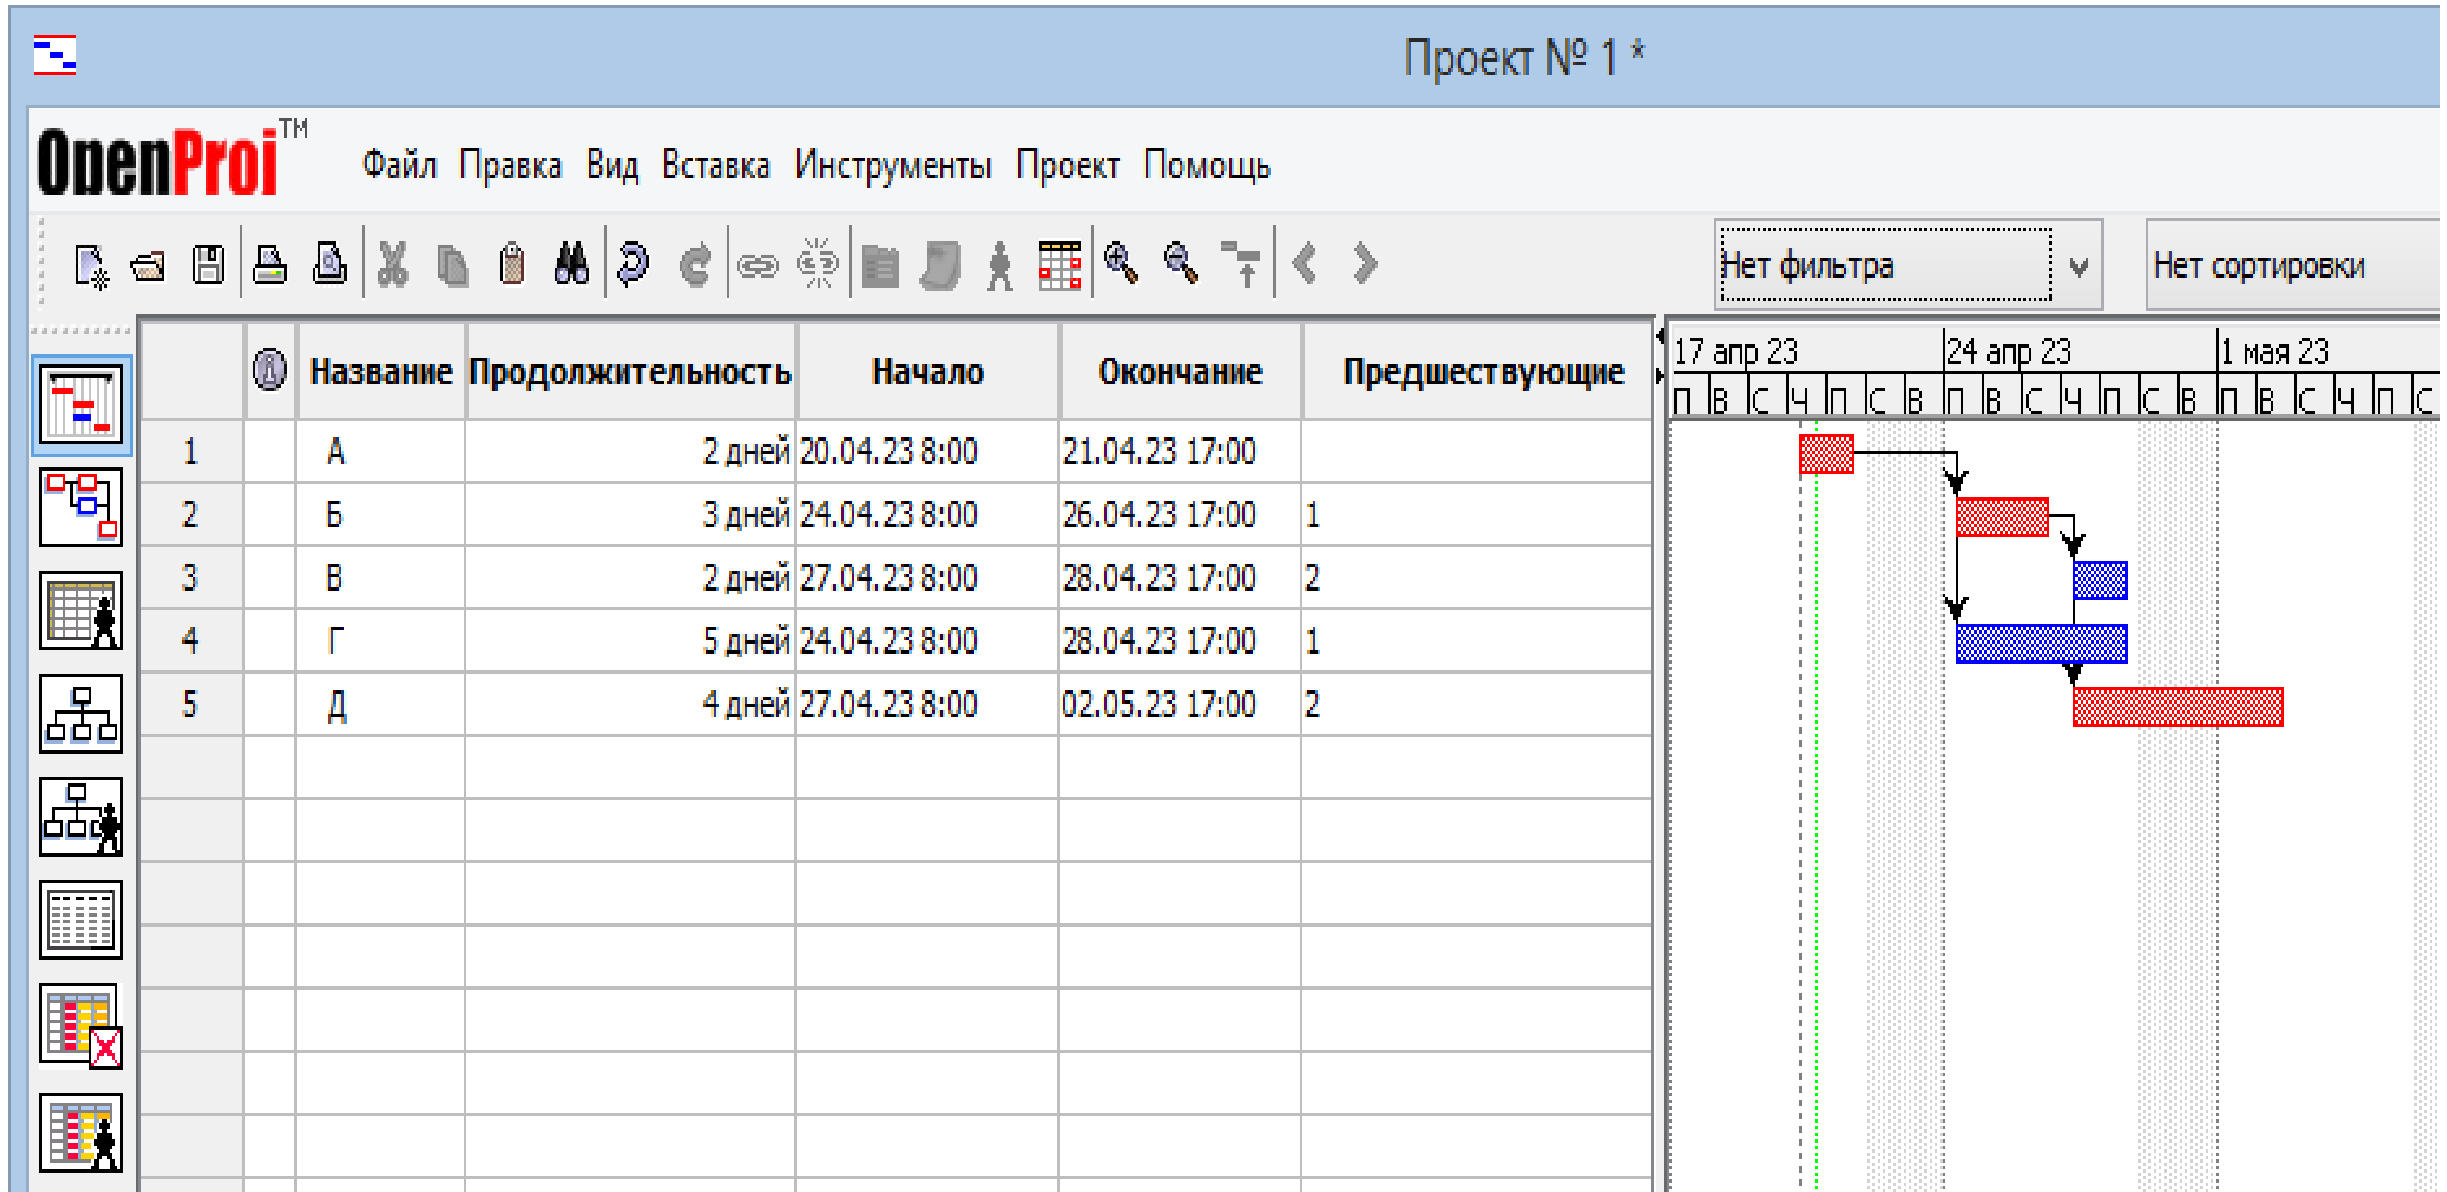 Проект № 1 *
OpenProj™
Файл Правка Вид Вставка Инструменты Проект Помощь
Нет фильтра Нет сортировки
Название Продолжительность Начало Окончание Предшествующие
17 апр 23 24 апр 23 1 мая 23
П В С Ч П С В П В С Ч П С В П В С Ч П С
1 А 2 дней 20.04.23 8:00 21.04.23 17:00
2 Б 3 дней 24.04.23 8:00 26.04.23 17:00 1
3 В 2 дней 27.04.23 8:00 28.04.23 17:00 2
4 Г 5 дней 24.04.23 8:00 28.04.23 17:00 1
5 Д 4 дней 27.04.23 8:00 02.05.23 17:00 2